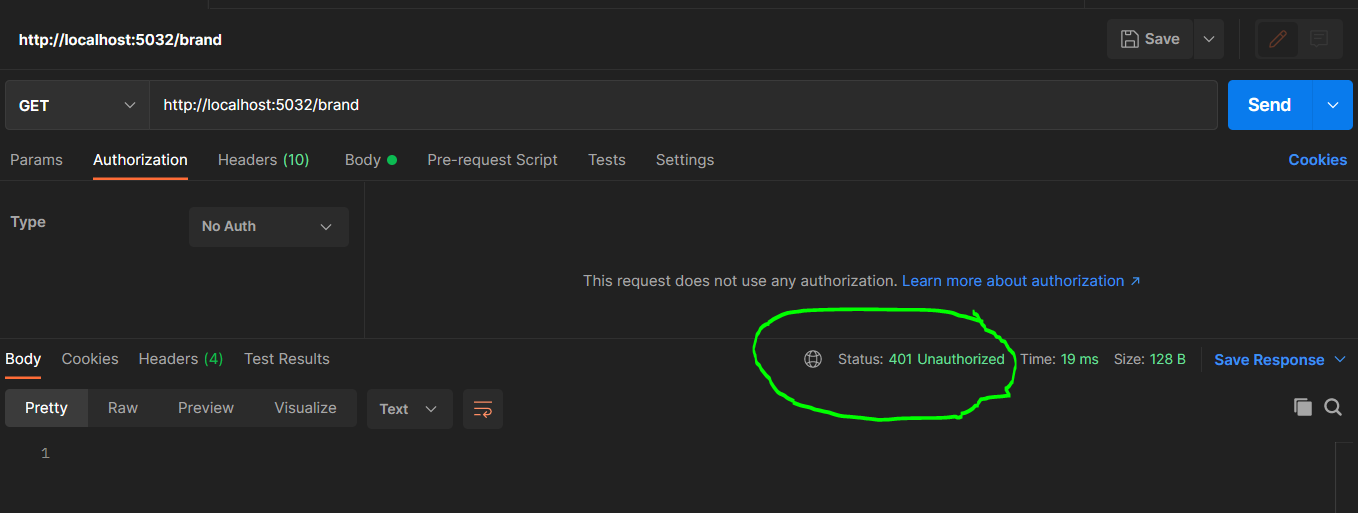 http://localhost:5032/brand
Save
GET http://localhost:5032/brand Send
Params Authorization Headers (10) Body Pre-request Script Tests Settings Cookies
Type No Auth
This request does not use any authorization. Learn more about authorization ↗
Body Cookies Headers (4) Test Results Status: 401 Unauthorized Time: 19 ms Size: 128 B Save Response
Pretty Raw Preview Visualize Text
1